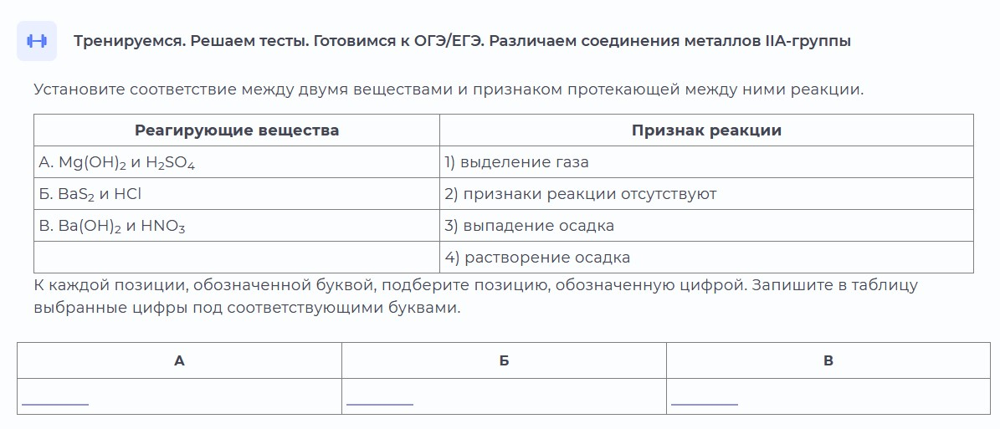 Тренируемся. Решаем тесты. Готовимся к ОГЭ/ЕГЭ. Различаем соединения металлов IIA-группы
Установите соответствие между двумя веществами и признаком протекающей между ними реакции.
Реагирующие вещества Признак реакции
А. Mg(OH)₂ и H₂SO₄ 1) выделение газа
Б. BaS₂ и HCl 2) признаки реакции отсутствуют
В. Ba(OH)₂ и HNO₃ 3) выпадение осадка
4) растворение осадка
К каждой позиции, обозначенной буквой, подберите позицию, обозначенную цифрой. Запишите в таблицу
выбранные цифры под соответствующими буквами.
А Б В